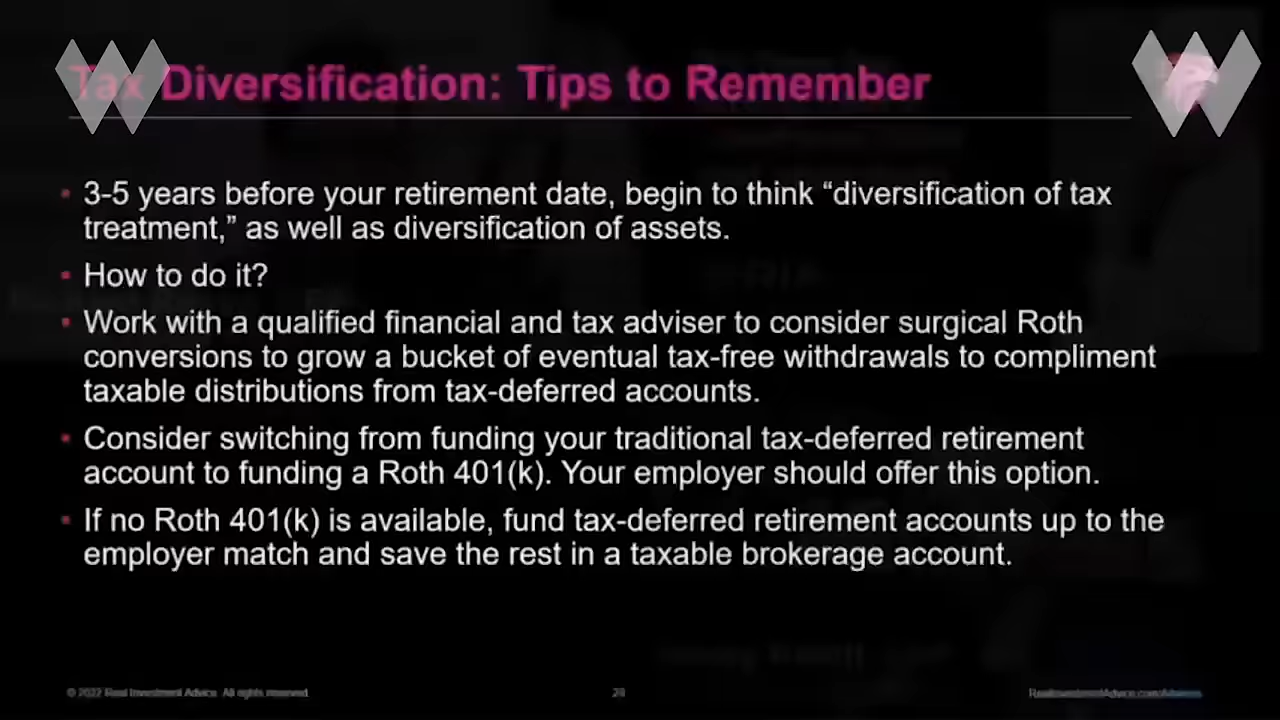 Tax Diversification: Tips to Remember
3-5 years before your retirement date, begin to think “diversification of tax
treatment,” as well as diversification of assets.
How to do it?
Work with a qualified financial and tax adviser to consider surgical Roth
conversions to grow a bucket of eventual tax-free withdrawals to compliment
taxable distributions from tax-deferred accounts.
Consider switching from funding your traditional tax-deferred retirement
account to funding a Roth 401(k). Your employer should offer this option.
If no Roth 401(k) is available, fund tax-deferred retirement accounts up to the
employer match and save the rest in a taxable brokerage account.
© 2022 Real Investment Advice. All rights reserved.